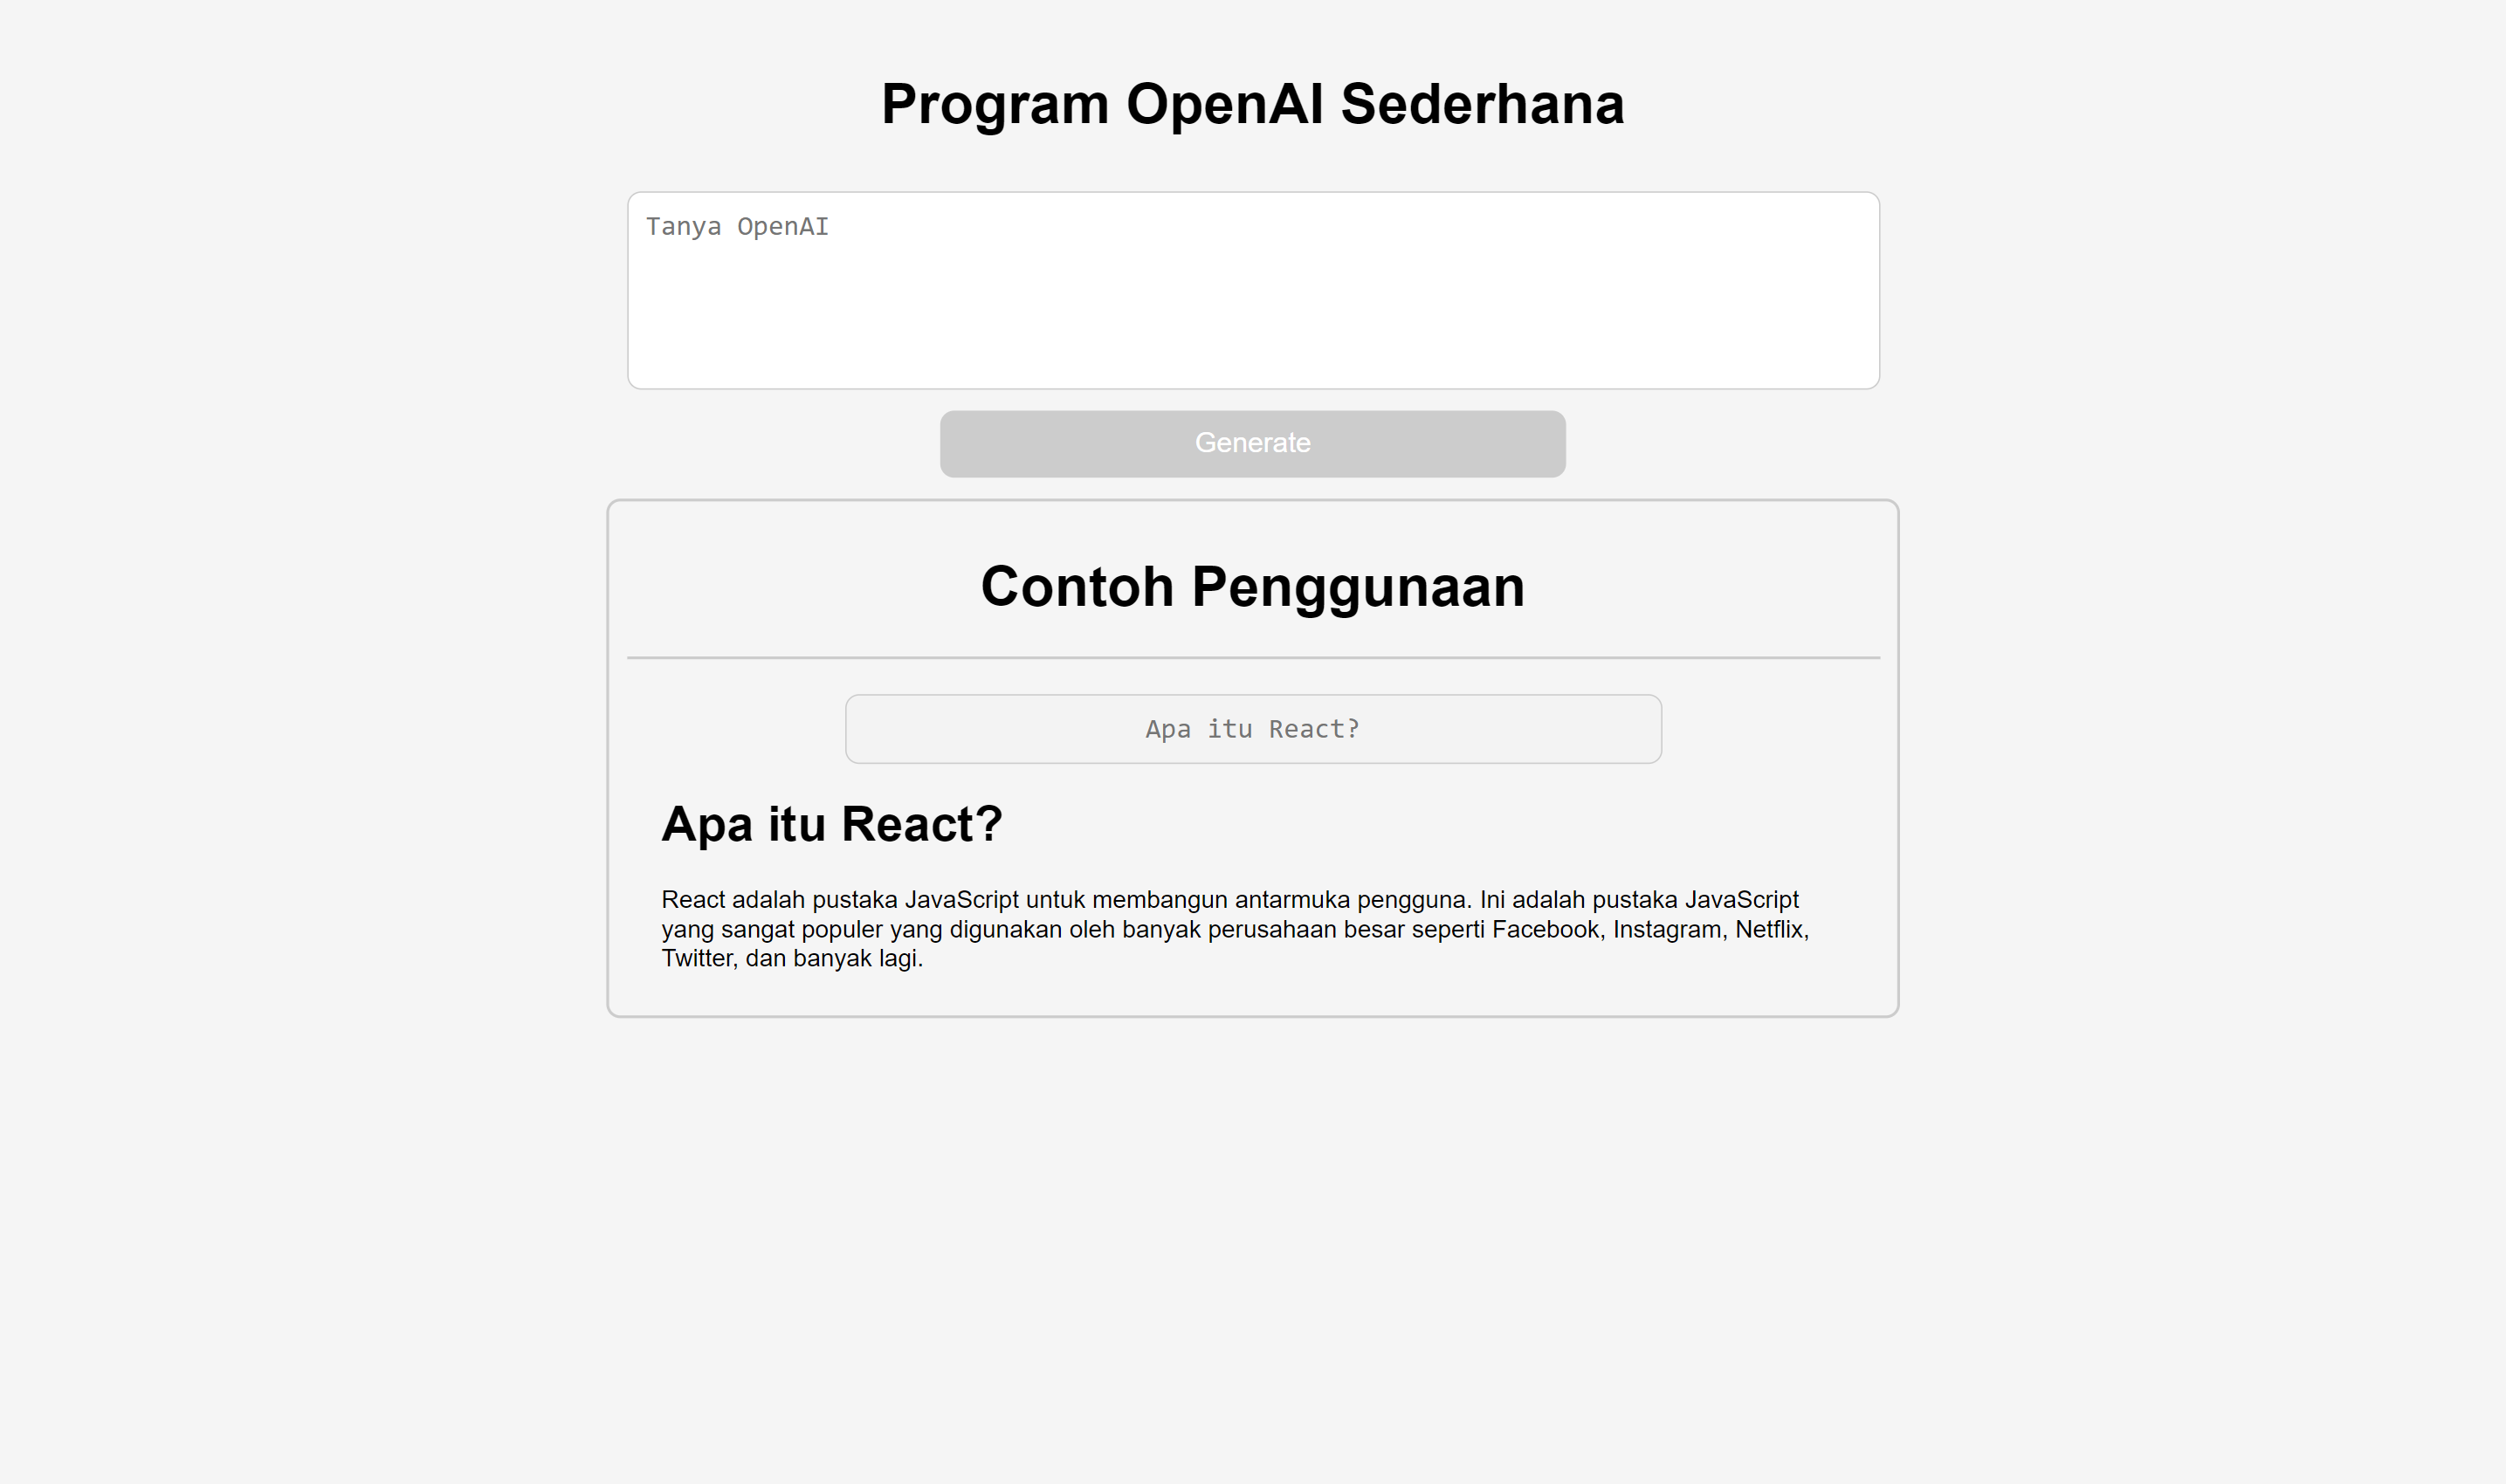 Program OpenAI Sederhana
Tanya OpenAI
Generate
Contoh Penggunaan
Apa itu React?
Apa itu React?
React adalah pustaka JavaScript untuk membangun antarmuka pengguna. Ini adalah pustaka JavaScript
yang sangat populer yang digunakan oleh banyak perusahaan besar seperti Facebook, Instagram, Netflix,
Twitter, dan banyak lagi.